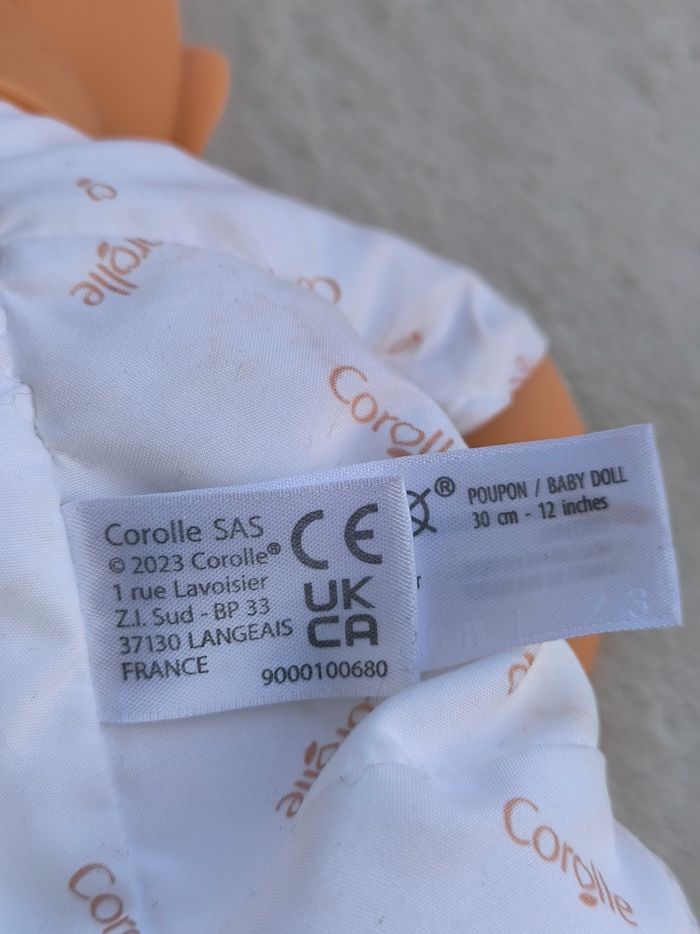 Corolle
Corolle SAS
© 2023 Corolle®
1 rue Lavoisier
Z.I. Sud - BP 33
37130 LANGEAIS
FRANCE
CE
UK
CA
9000100680
®
POUPON / BABY DOLL
30 cm - 12 inches
Corolle